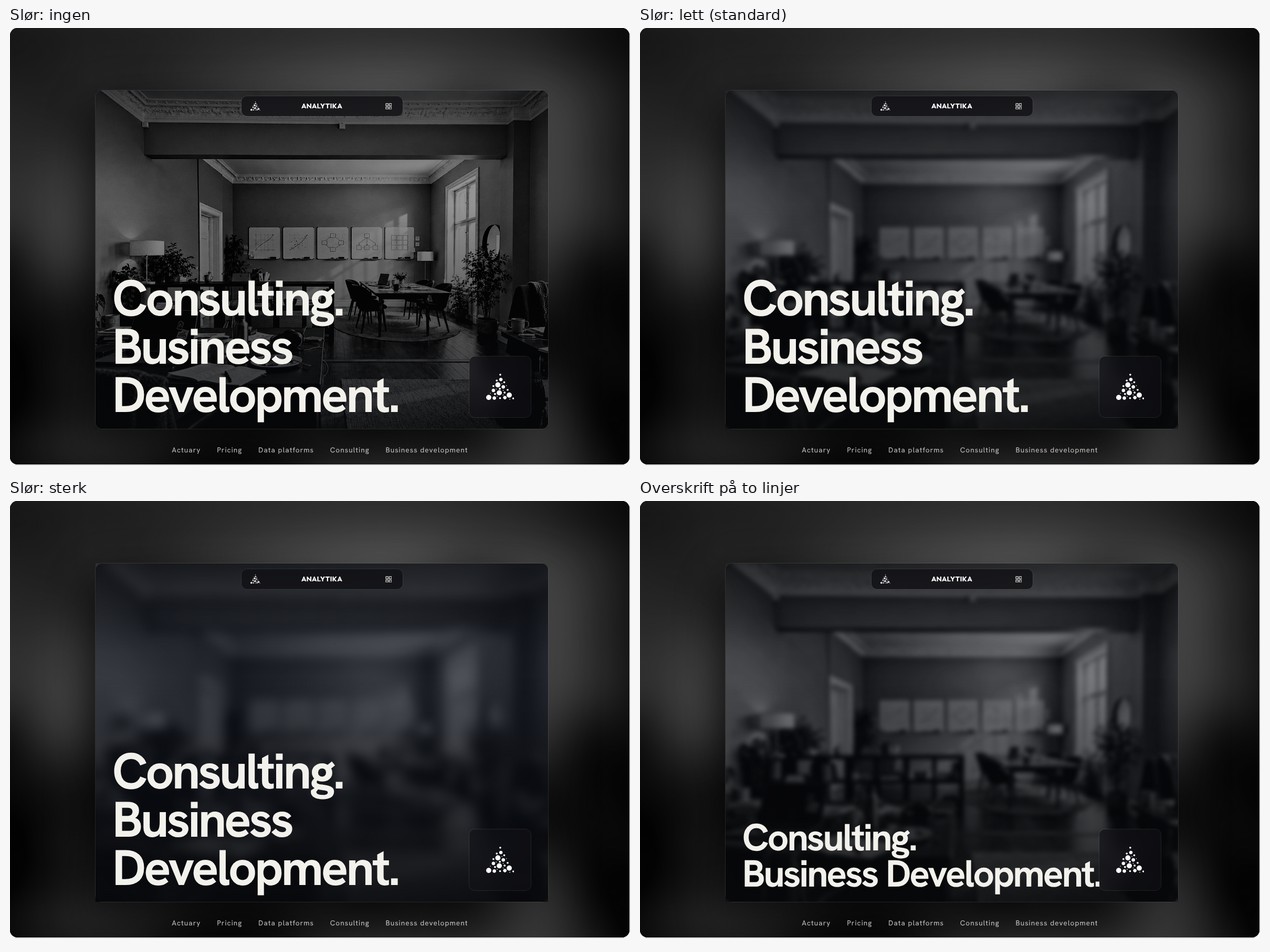 Slør: ingen
ANALYTIKA
Consulting.
Business
Development.
Actuary Pricing Data platforms Consulting Business development
Slør: lett (standard)
ANALYTIKA
Consulting.
Business
Development.
Actuary Pricing Data platforms Consulting Business development
Slør: sterk
ANALYTIKA
Consulting.
Business
Development.
Actuary Pricing Data platforms Consulting Business development
Overskrift på to linjer
ANALYTIKA
Consulting.
Business Development.
Actuary Pricing Data platforms Consulting Business development